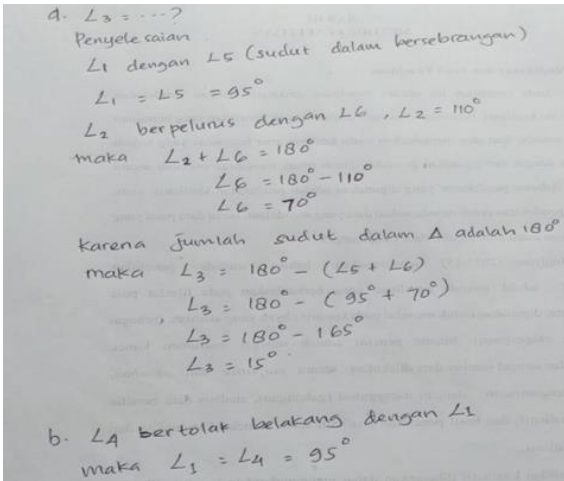 a. ∠3 = ...?
Penyelesaian
∠1 dengan ∠5 (sudut dalam bersebrangan)
∠1 = ∠5 = 95°
∠2 berpelurus dengan ∠6, ∠2 = 110°
maka ∠2 + ∠6 = 180°
∠6 = 180° - 110°
∠6 = 70°
Karena jumlah sudut dalam Δ adalah 180°
maka ∠3 = 180° - (∠5 + ∠6)
∠3 = 180° - (95° + 70°)
∠3 = 180° - 165°
∠3 = 15°.
b. ∠4 bertolak belakang dengan ∠1
maka ∠1 = ∠4 = 95°